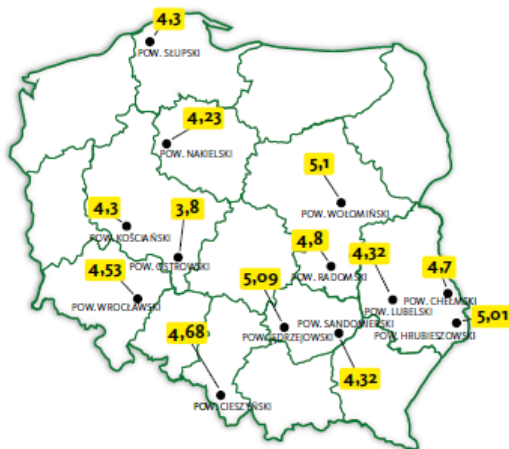 4,3
POW. SŁUPSKI
4,23
POW. NAKIELSKI
5,1
POW. WOŁOMIŃSKI
4,3
POW. KOŚCIAŃSKI
3,8
POW. OSTROWSKI
4,8
POW. RADOMSKI
4,32
POW. LUBELSKI
4,7
POW. CHEŁMSKI
4,53
POW. WROCŁAWSKI
5,09
POW. JĘDRZEJOWSKI
POW. SANDOMIERSKI
4,32
POW. HRUBIESZOWSKI
5,01
4,68
POW. CIESZYŃSKI